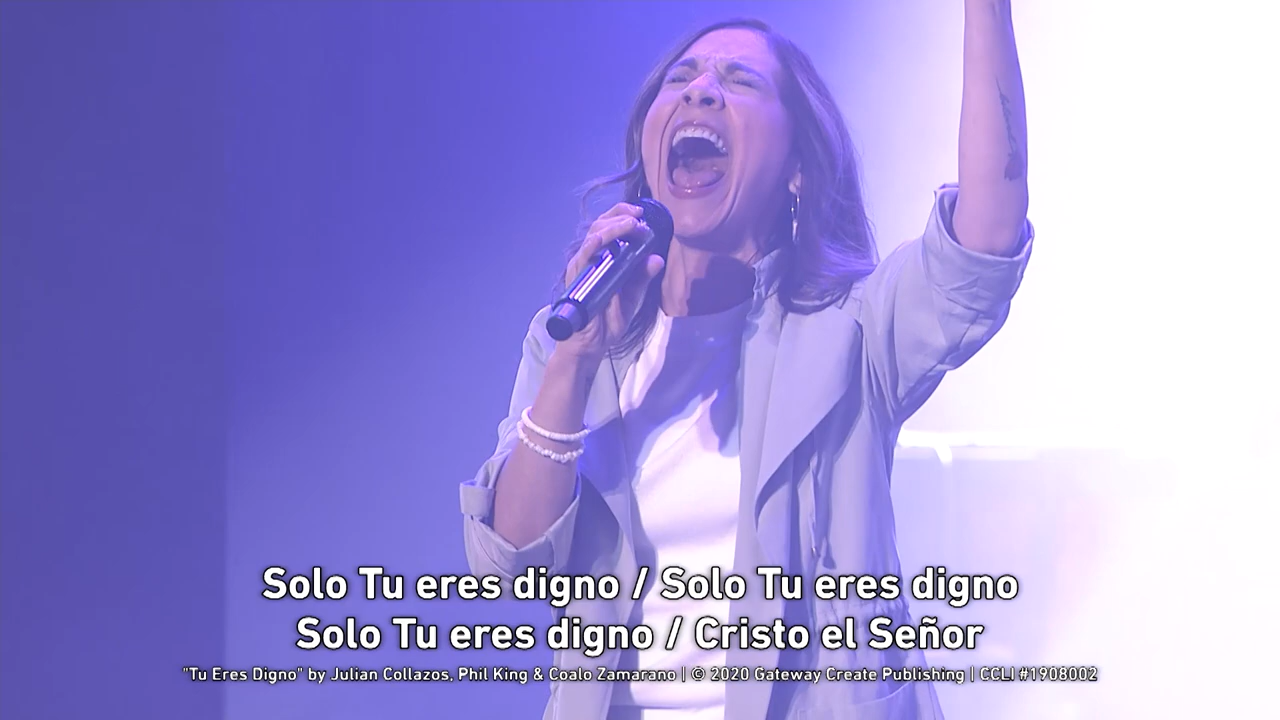 Solo Tu eres digno / Solo Tu eres digno
Solo Tu eres digno / Cristo el Señor
"Tu Eres Digno" by Julian Collazos, Phil King & Coalo Zamarano | © 2020 Gateway Create Publishing | CCLI #1908002